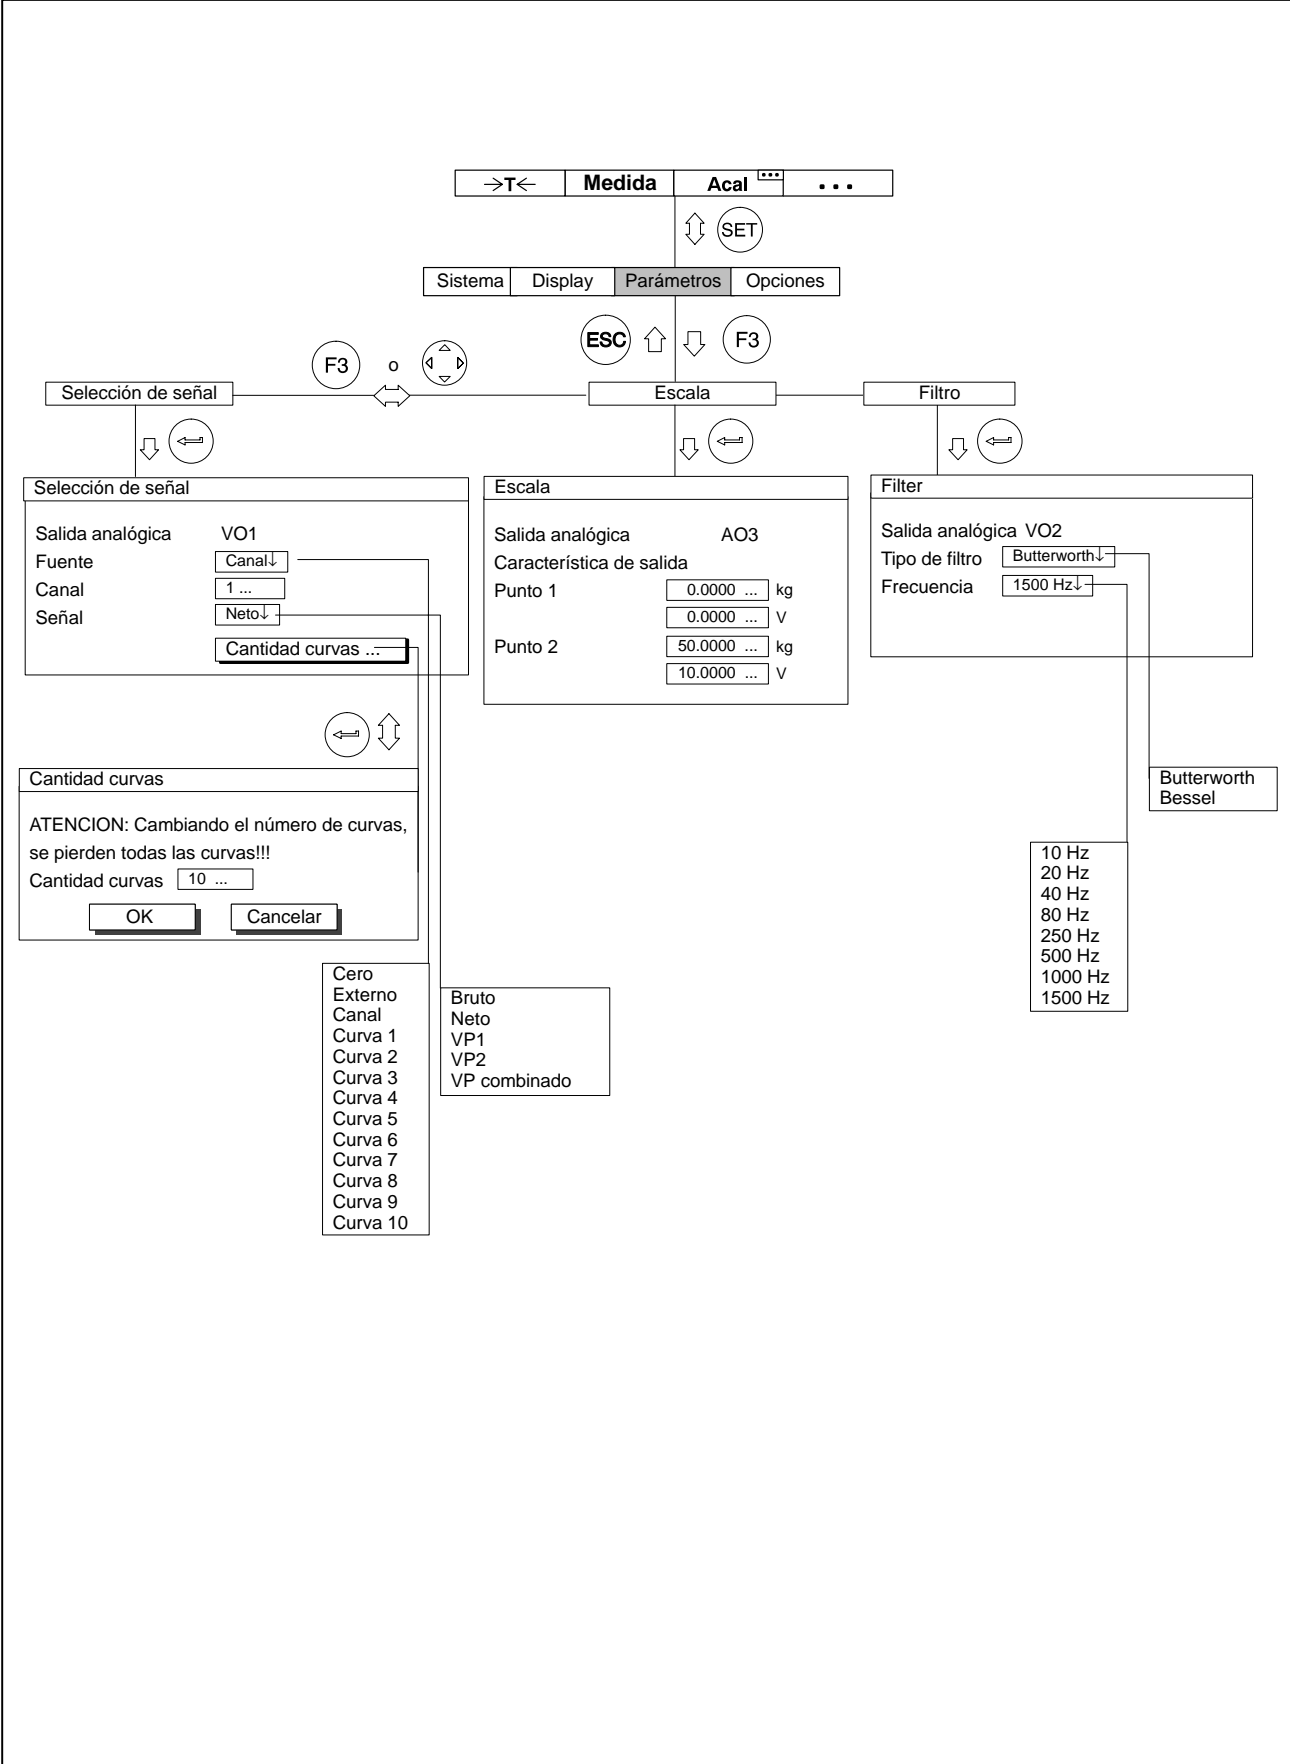 →T← Medida Acal ... ...
SET
Sistema Display Parámetros Opciones
ESC F3
F3 o
Selección de señal Escala Filtro
Selección de señal
Salida analógica VO1
Fuente Canal↓
Canal 1 ...
Señal Neto↓
Cantidad curvas ...
Escala
Salida analógica AO3
Característica de salida
Punto 1 0.0000 ... kg
0.0000 ... V
Punto 2 50.0000 ... kg
10.0000 ... V
Filter
Salida analógica VO2
Tipo de filtro Butterworth↓
Frecuencia 1500 Hz↓
Cantidad curvas
ATENCION: Cambiando el número de curvas,
se pierden todas las curvas!!!
Cantidad curvas 10 ...
OK Cancelar
Butterworth
Bessel
10 Hz
20 Hz
40 Hz
80 Hz
250 Hz
500 Hz
1000 Hz
1500 Hz
Cero
Externo
Canal
Curva 1
Curva 2
Curva 3
Curva 4
Curva 5
Curva 6
Curva 7
Curva 8
Curva 9
Curva 10
Bruto
Neto
VP1
VP2
VP combinado